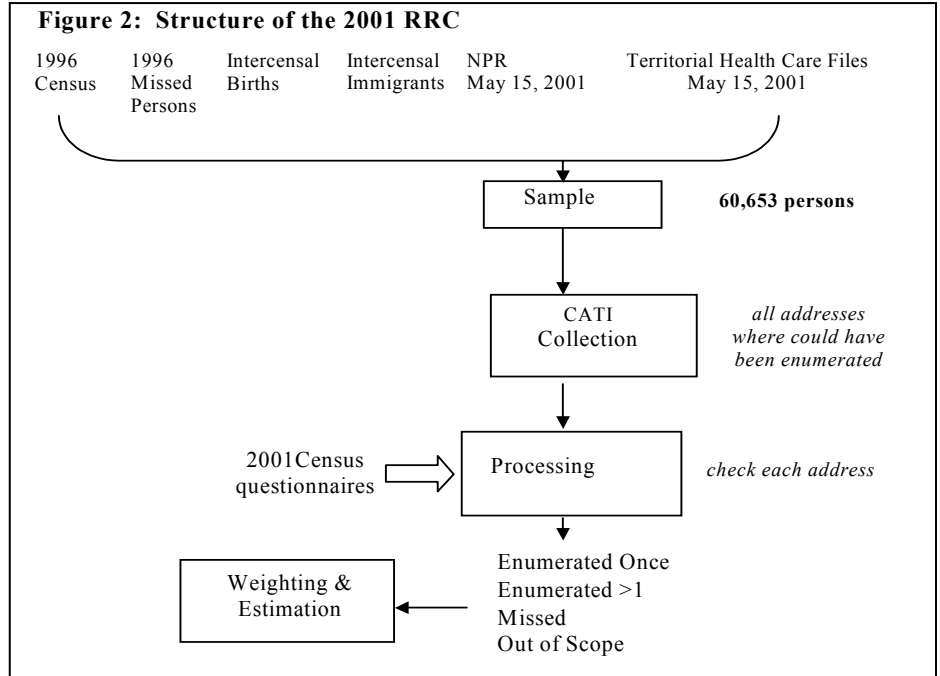 Figure 2: Structure of the 2001 RRC
1996 Census
1996 Missed Persons
Intercensal Births
Intercensal Immigrants
NPR May 15, 2001
Territorial Health Care Files May 15, 2001
Sample
60,653 persons
CATI
Collection
all addresses
where could have
been enumerated
2001Census
questionnaires
Processing
check each address
Enumerated Once
Enumerated >1
Missed
Out of Scope
Weighting &
Estimation